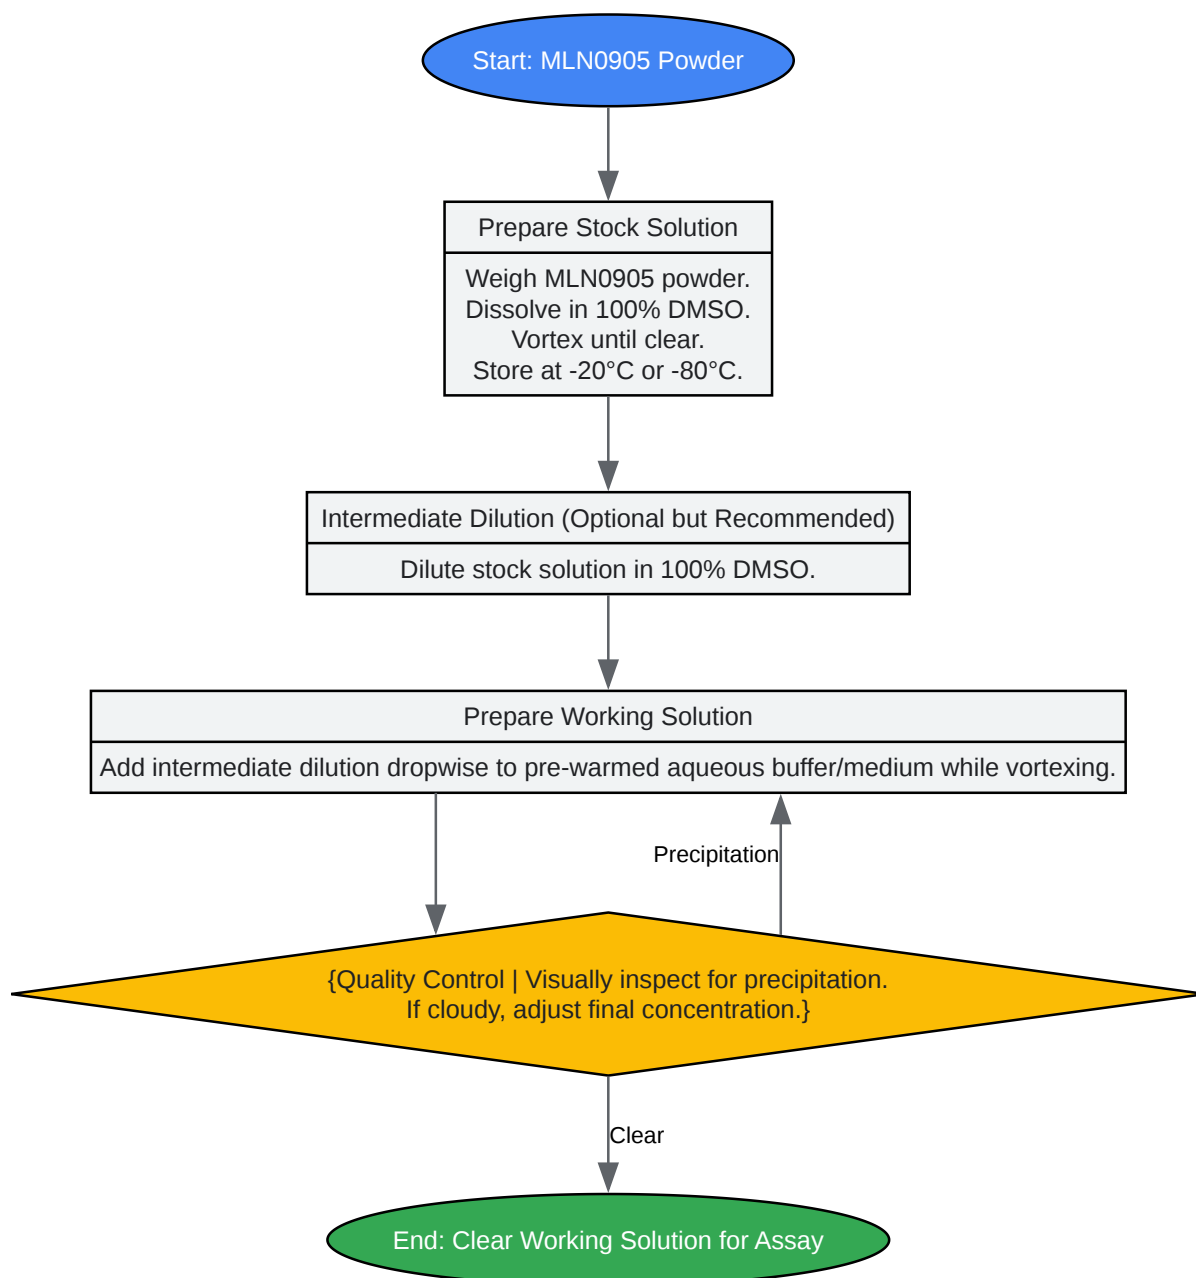 Start: MLN0905 Powder
Prepare Stock Solution
Weigh MLN0905 powder.
Dissolve in 100% DMSO.
Vortex until clear.
Store at -20°C or -80°C.
Intermediate Dilution (Optional but Recommended)
Dilute stock solution in 100% DMSO.
Prepare Working Solution
Add intermediate dilution dropwise to pre-warmed aqueous buffer/medium while vortexing.
Precipitation
{Quality Control | Visually inspect for precipitation.
If cloudy, adjust final concentration.}
Clear
End: Clear Working Solution for Assay